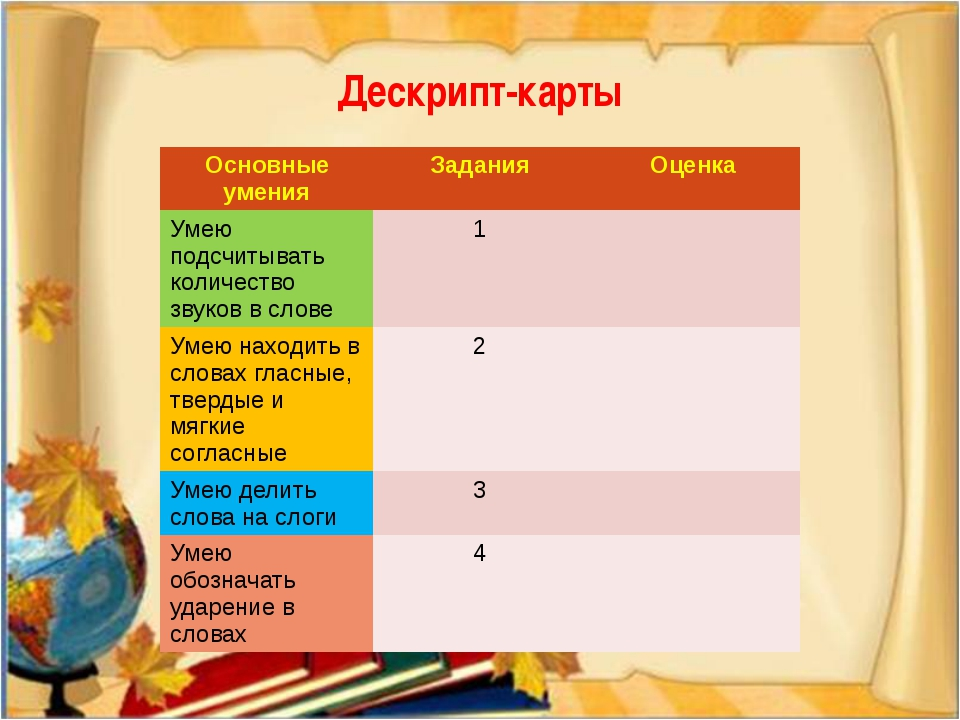 Дескрипт-карты
Основные
умения
Задания
Оценка
Умею
подсчитывать
количество
звуков в слове
1
Умею находить в
словах гласные,
твердые и
мягкие
согласные
2
Умею делить
слова на слоги
3
Умею
обозначать
ударение в
словах
4